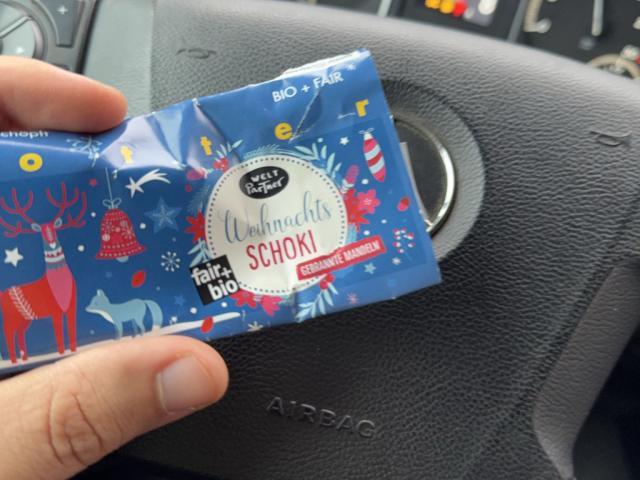 BIO + FAIR
o t t e r
WELT
Partner
Weihnachts
SCHOKI
GEBRANNTE MANDELN
fair+
bio
AIRBAG